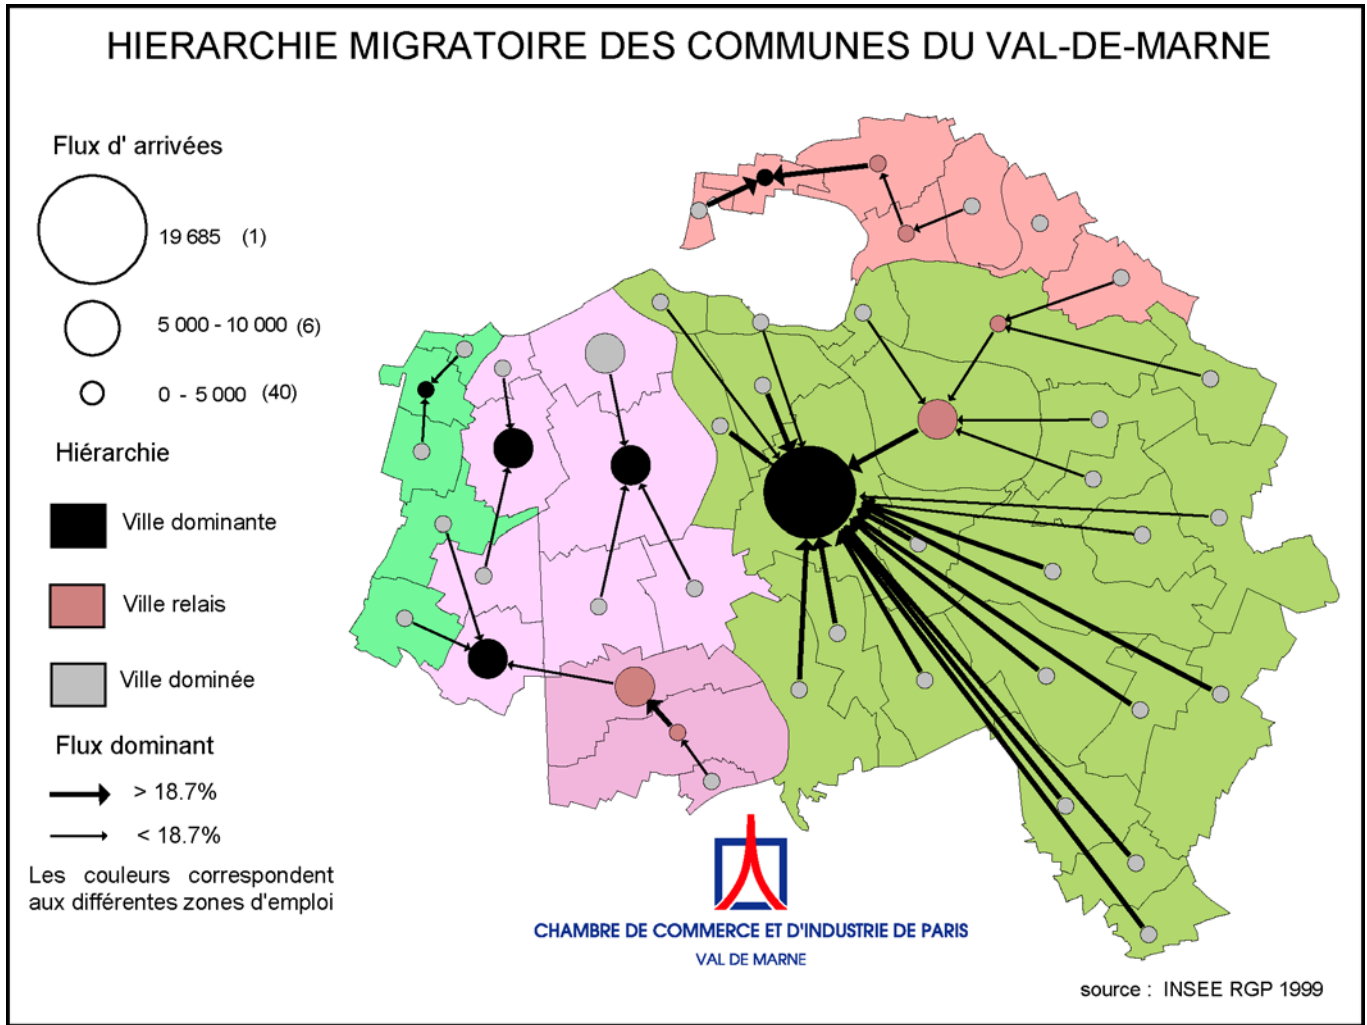 HIERARCHIE MIGRATOIRE DES COMMUNES DU VAL-DE-MARNE
Flux d' arrivées
19 685 (1)
5 000 - 10 000 (6)
0 - 5 000 (40)
Hiérarchie
Ville dominante
Ville relais
Ville dominée
Flux dominant
> 18.7%
< 18.7%
Les couleurs correspondent
aux différentes zones d'emploi
CHAMBRE DE COMMERCE ET D'INDUSTRIE DE PARIS
VAL DE MARNE
source : INSEE RGP 1999